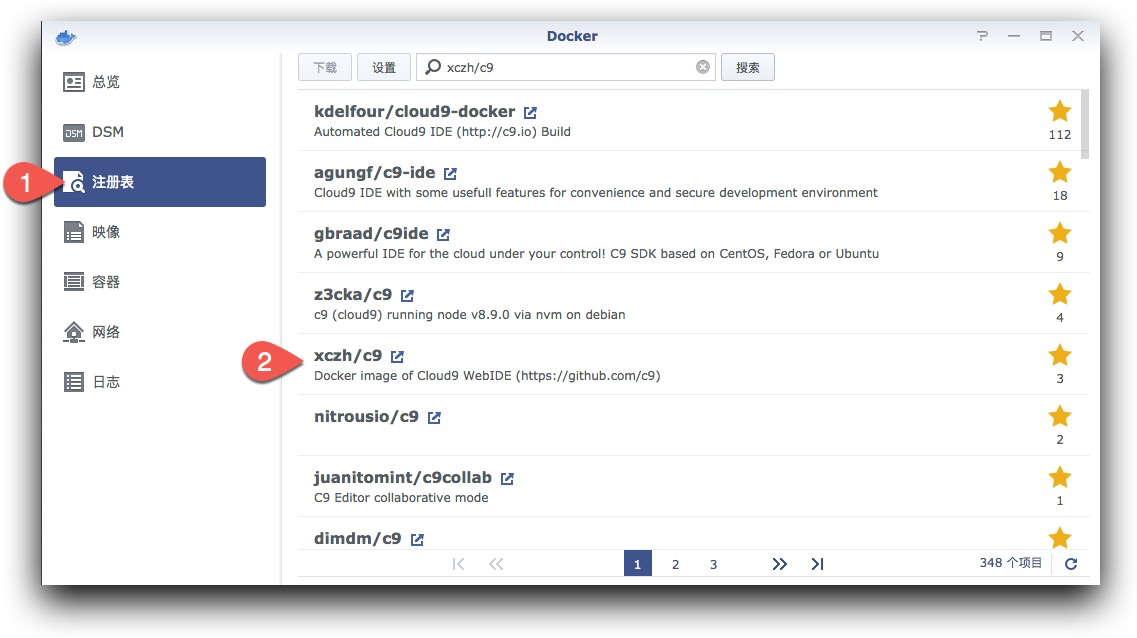 Docker
总览
DSM
DSM
1
注册表
映像
容器
网络
日志
下载
设置
xczh/c9
搜索
kdelfour/cloud9-docker
Automated Cloud9 IDE (http://c9.io) Build
112
agungf/c9-ide
Cloud9 IDE with some usefull features for convenience and secure development environment
18
gbraad/c9ide
A powerful IDE for the cloud under your control! C9 SDK based on CentOS, Fedora or Ubuntu
9
z3cka/c9
c9 (cloud9) running node v8.9.0 via nvm on debian
4
2
xczh/c9
Docker image of Cloud9 WebIDE (https://github.com/c9)
3
nitrousio/c9
2
juanitomint/c9collab
C9 Editor collaborative mode
1
dimdm/c9
1 2 3
348 个项目